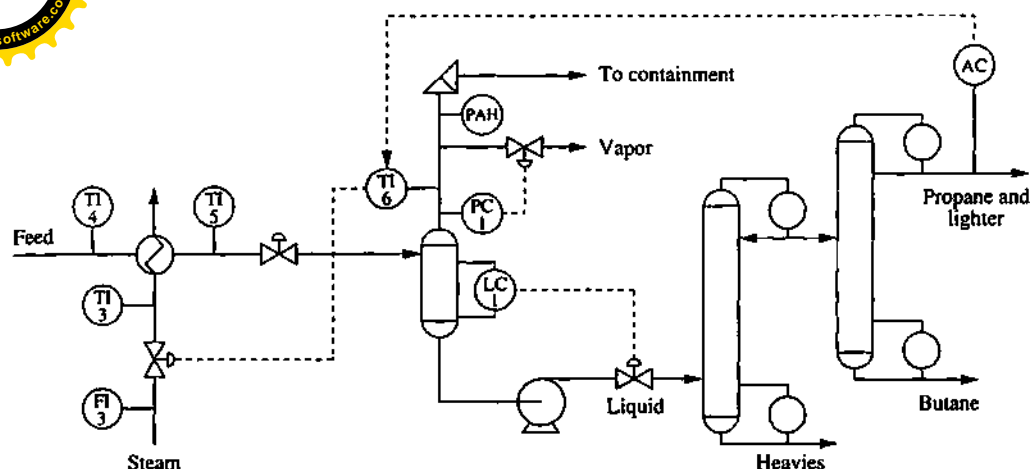 oftware.co
AC
To containment
PAH
Vapor
TI
6
PC
1
TI
4
TI
5
Feed
Propane and
lighter
LC
1
TI
3
FI
3
Liquid
Butane
Steam
Heavies